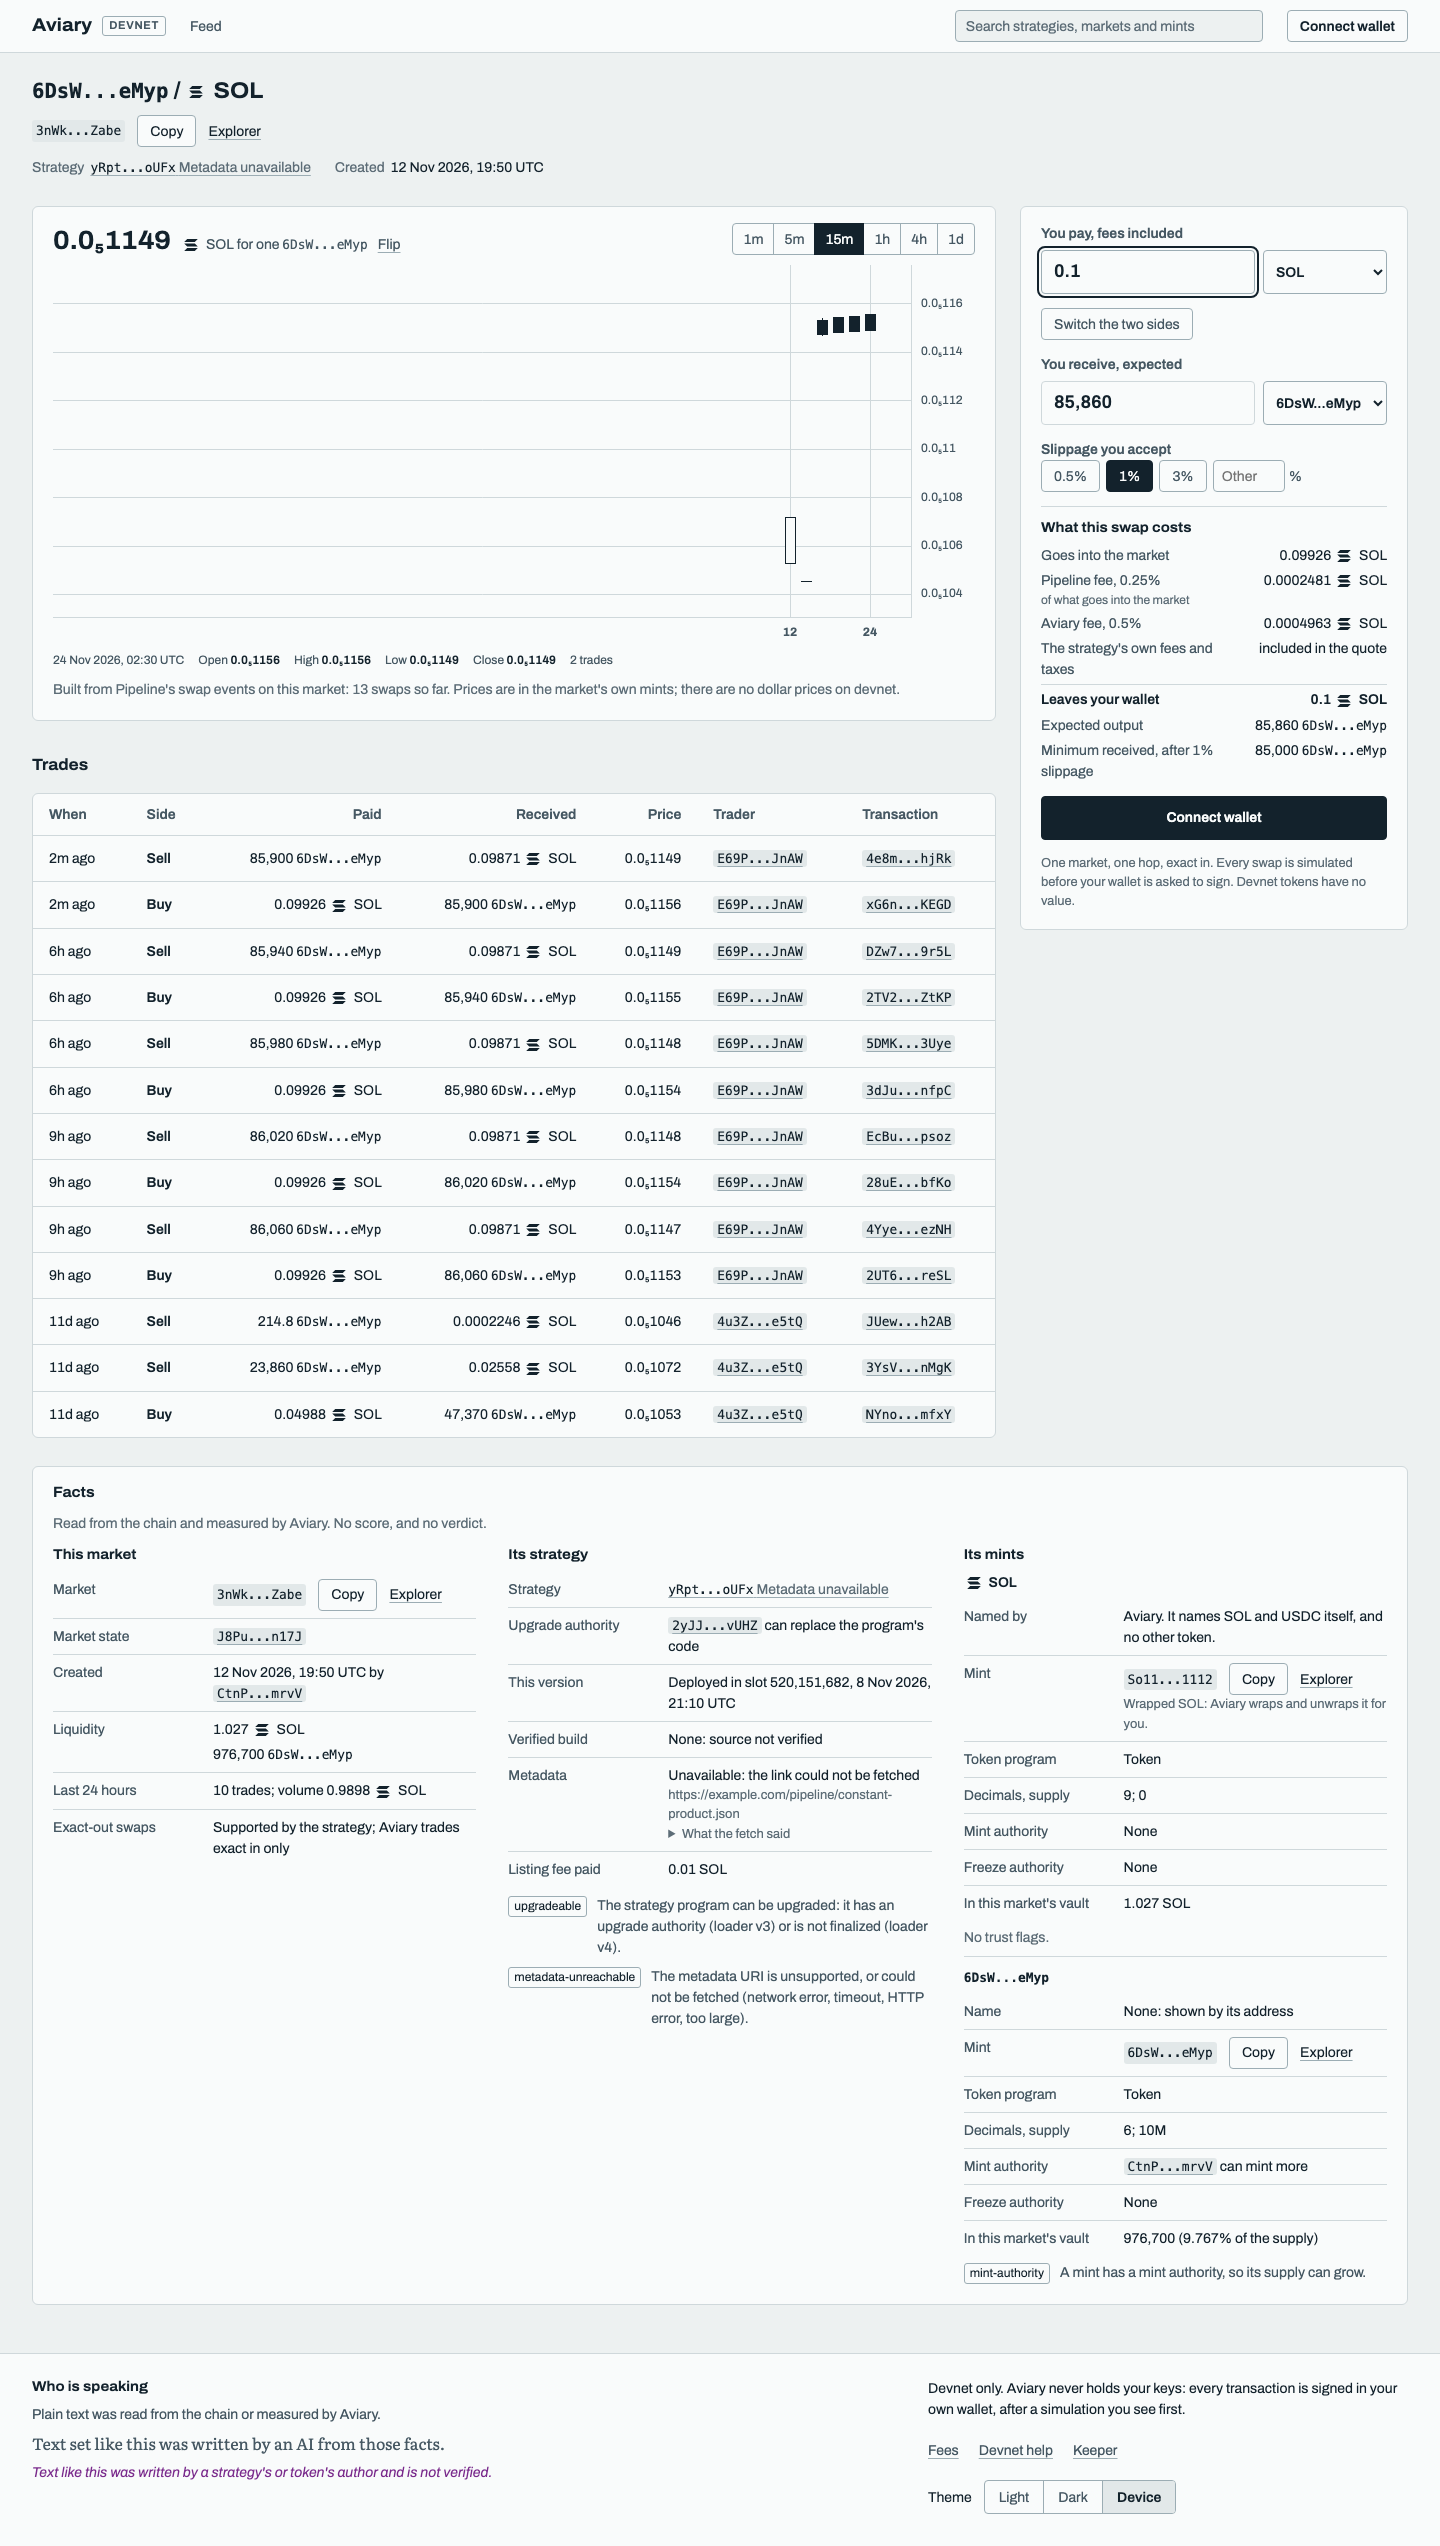 Aviary DEVNET Feed Search strategies, markets and mints Connect wallet
6DsW...eMyp / SOL
3nWk...Zabe Copy Explorer
Strategy yRpt...oUFx Metadata unavailable Created 12 Nov 2026, 19:50 UTC
0.0₅1149 SOL for one 6DsW...eMyp Flip
1m 5m 15m 1h 4h 1d
0.0₅116
0.0₅114
0.0₅112
0.0₅11
0.0₅108
0.0₅106
0.0₅104
12 24
24 Nov 2026, 02:30 UTC Open 0.0₅1156 High 0.0₅1156 Low 0.0₅1149 Close 0.0₅1149 2 trades
Built from Pipeline's swap events on this market: 13 swaps so far. Prices are in the market's own mints; there are no dollar prices on devnet.
You pay, fees included
0.1 SOL
Switch the two sides
You receive, expected
85,860 6DsW...eMyp
Slippage you accept
0.5% 1% 3% Other %
What this swap costs
Goes into the market 0.09926 SOL
Pipeline fee, 0.25% 0.0002481 SOL
of what goes into the market
Aviary fee, 0.5% 0.0004963 SOL
The strategy's own fees and included in the quote
taxes
Leaves your wallet 0.1 SOL
Expected output 85,860 6DsW...eMyp
Minimum received, after 1% 85,000 6DsW...eMyp
slippage
Connect wallet
One market, one hop, exact in. Every swap is simulated
before your wallet is asked to sign. Devnet tokens have no
value.
Trades
When Side Paid Received Price Trader Transaction
2m ago Sell 85,900 6DsW...eMyp 0.09871 SOL 0.0₅1149 E69P...JnAW 4e8m...hjRk
2m ago Buy 0.09926 SOL 85,900 6DsW...eMyp 0.0₅1156 E69P...JnAW xG6n...KEGD
6h ago Sell 85,940 6DsW...eMyp 0.09871 SOL 0.0₅1149 E69P...JnAW DZw7...9r5L
6h ago Buy 0.09926 SOL 85,940 6DsW...eMyp 0.0₅1155 E69P...JnAW 2TV2...ZtKP
6h ago Sell 85,980 6DsW...eMyp 0.09871 SOL 0.0₅1148 E69P...JnAW 5DMK...3Uye
6h ago Buy 0.09926 SOL 85,980 6DsW...eMyp 0.0₅1154 E69P...JnAW 3dJu...nfpC
9h ago Sell 86,020 6DsW...eMyp 0.09871 SOL 0.0₅1148 E69P...JnAW EcBu...psoz
9h ago Buy 0.09926 SOL 86,020 6DsW...eMyp 0.0₅1154 E69P...JnAW 28uE...bfKo
9h ago Sell 86,060 6DsW...eMyp 0.09871 SOL 0.0₅1147 E69P...JnAW 4Yye...ezNH
9h ago Buy 0.09926 SOL 86,060 6DsW...eMyp 0.0₅1153 E69P...JnAW 2UT6...reSL
11d ago Sell 214.8 6DsW...eMyp 0.0002246 SOL 0.0₅1046 4u3Z...e5tQ JUew...h2AB
11d ago Sell 23,860 6DsW...eMyp 0.02558 SOL 0.0₅1072 4u3Z...e5tQ 3YsV...nMgK
11d ago Buy 0.04988 SOL 47,370 6DsW...eMyp 0.0₅1053 4u3Z...e5tQ NYno...mfxY
Facts
Read from the chain and measured by Aviary. No score, and no verdict.
This market
Market 3nWk...Zabe Copy Explorer
Market state J8Pu...n17J
Created 12 Nov 2026, 19:50 UTC by
CtnP...mrvV
Liquidity 1.027 SOL
976,700 6DsW...eMyp
Last 24 hours 10 trades; volume 0.9898 SOL
Exact-out swaps Supported by the strategy; Aviary trades
exact in only
Its strategy
Strategy yRpt...oUFx Metadata unavailable
Upgrade authority 2yJJ...vUHZ can replace the program's
code
This version Deployed in slot 520,151,682, 8 Nov 2026,
21:10 UTC
Verified build None: source not verified
Metadata Unavailable: the link could not be fetched
https://example.com/pipeline/constant-
product.json
▶ What the fetch said
Listing fee paid 0.01 SOL
upgradeable The strategy program can be upgraded: it has an
upgrade authority (loader v3) or is not finalized (loader
v4).
metadata-unreachable The metadata URI is unsupported, or could
not be fetched (network error, timeout, HTTP
error, too large).
Its mints
SOL
Named by Aviary. It names SOL and USDC itself, and
no other token.
Mint So11...1112 Copy Explorer
Wrapped SOL: Aviary wraps and unwraps it for
you.
Token program Token
Decimals, supply 9; 0
Mint authority None
Freeze authority None
In this market's vault 1.027 SOL
No trust flags.
6DsW...eMyp
Name None: shown by its address
Mint 6DsW...eMyp Copy Explorer
Token program Token
Decimals, supply 6; 10M
Mint authority CtnP...mrvV can mint more
Freeze authority None
In this market's vault 976,700 (9.767% of the supply)
mint-authority A mint has a mint authority, so its supply can grow.
Who is speaking
Plain text was read from the chain or measured by Aviary.
Text set like this was written by an AI from those facts.
Text like this was written by a strategy's or token's author and is not verified.
Devnet only. Aviary never holds your keys: every transaction is signed in your
own wallet, after a simulation you see first.
Fees Devnet help Keeper
Theme Light Dark Device